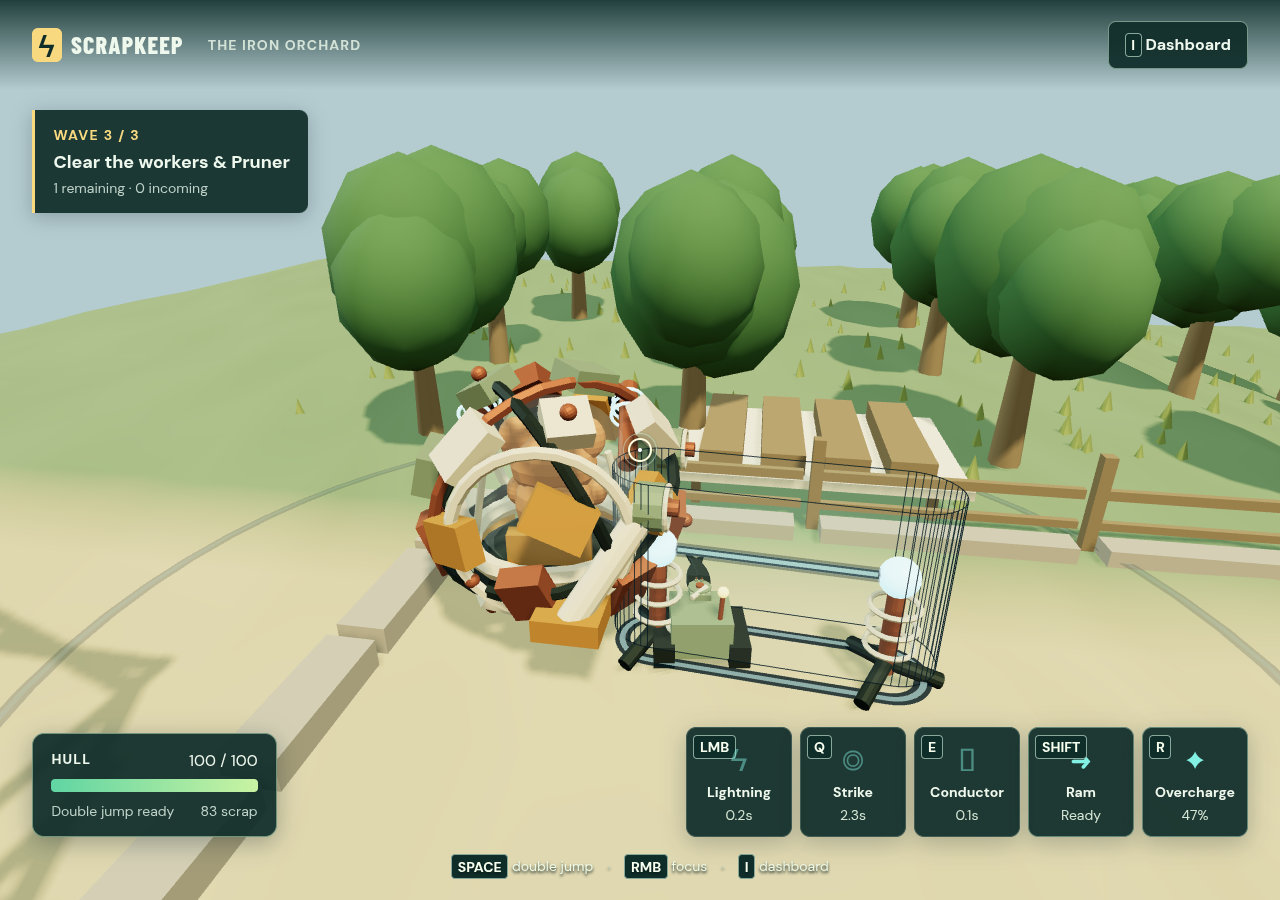 SCRAPKEEP THE IRON ORCHARD
I Dashboard
WAVE 3 / 3
Clear the workers & Pruner
1 remaining · 0 incoming
HULL 100 / 100
Double jump ready 83 scrap
LMB
Lightning
0.2s
Q
Strike
2.3s
E
Conductor
0.1s
SHIFT
Ram
Ready
R
Overcharge
47%
SPACE double jump · RMB focus · I dashboard